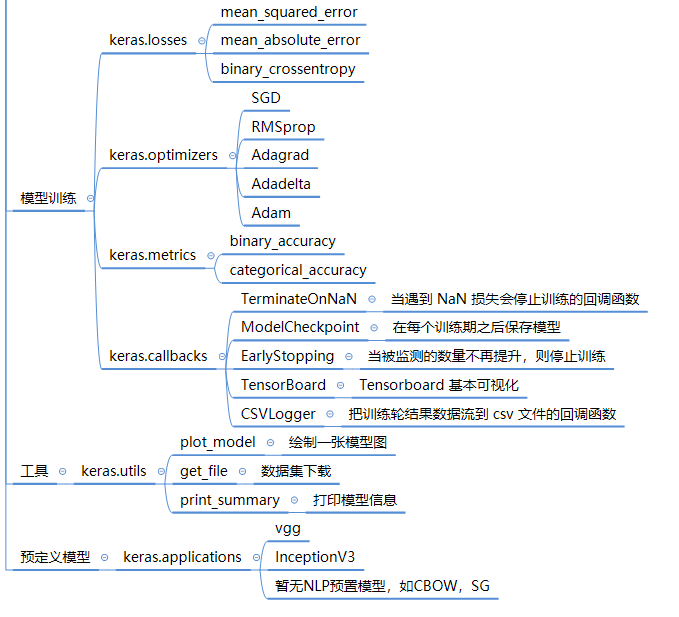 模型训练
keras.losses
mean_squared_error
mean_absolute_error
binary_crossentropy
keras.optimizers
SGD
RMSprop
Adagrad
Adadelta
Adam
keras.metrics
binary_accuracy
categorical_accuracy
keras.callbacks
TerminateOnNaN 当遇到 NaN 损失会停止训练的回调函数
ModelCheckpoint 在每个训练期之后保存模型
EarlyStopping 当被监测的数量不再提升，则停止训练
TensorBoard Tensorboard 基本可视化
CSVLogger 把训练轮结果数据流到 csv 文件的回调函数
工具
keras.utils
plot_model 绘制一张模型图
get_file 数据集下载
print_summary 打印模型信息
预定义模型
keras.applications
vgg
InceptionV3
暂无NLP预置模型，如CBOW，SG